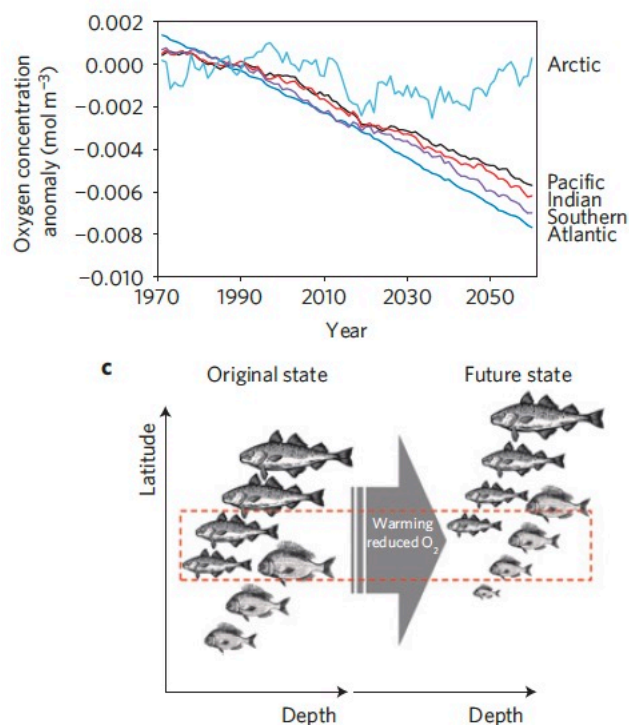 Oxygen concentration
anomaly (mol m⁻³)
0.002
0.000
−0.002
−0.004
−0.006
−0.008
−0.010
1970
1990
2010
2030
2050
Year
Arctic
Pacific
Indian
Southern
Atlantic
c
Original state
Future state
Latitude
Warming
reduced O₂
Depth
Depth